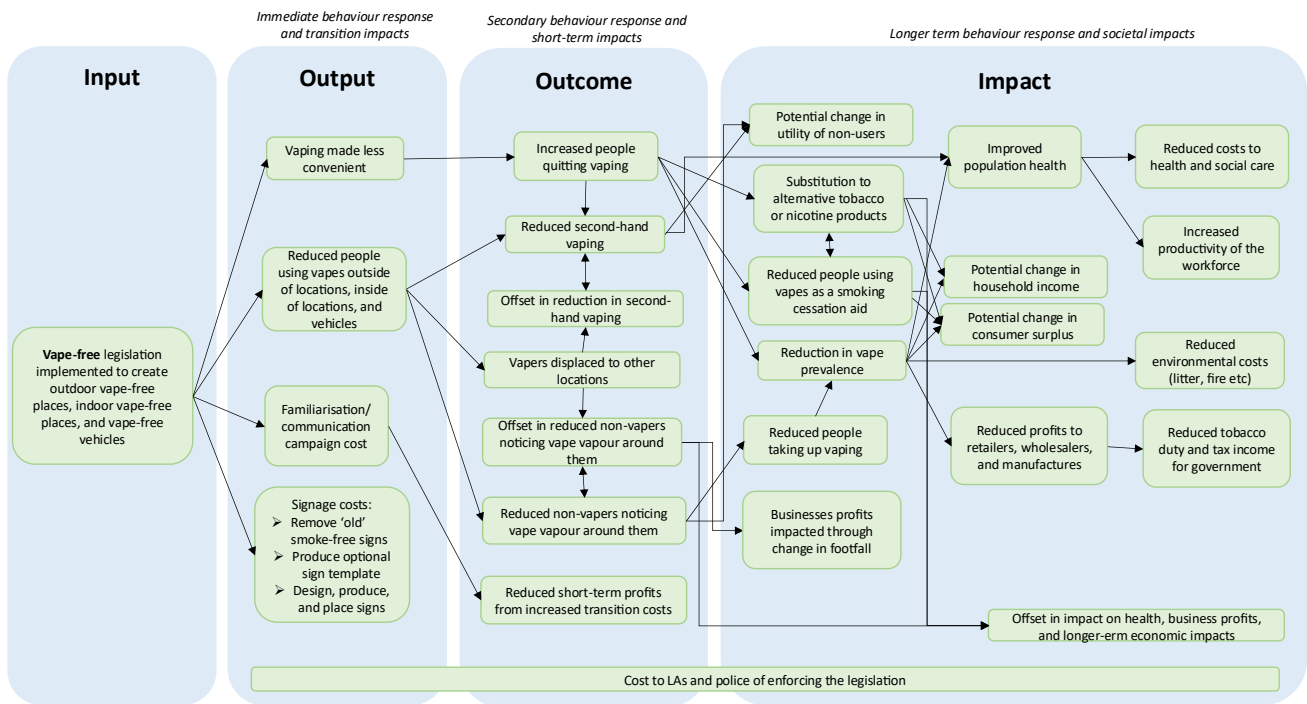 Immediate behaviour response
and transition impacts
Secondary behaviour response and
short-term impacts
Longer term behaviour response and societal impacts
Input
Output
Outcome
Impact
Vape-free legislation
implemented to create
outdoor vape-free
places, indoor vape-free
places, and vape-free
vehicles
Vaping made less
convenient
Reduced people
using vapes outside
of locations, inside
of locations, and
vehicles
Familiarisation/
communication
campaign cost
Signage costs:
➢ Remove ‘old’
smoke-free signs
➢ Produce optional
sign template
➢ Design, produce,
and place signs
Increased people
quitting vaping
Reduced second-hand
vaping
Offset in reduction in second-
hand vaping
Vapers displaced to other
locations
Offset in reduced non-vapers
noticing vape vapour around
them
Reduced non-vapers noticing
vape vapour around them
Reduced short-term profits
from increased transition costs
Potential change in
utility of non-users
Substitution to
alternative tobacco
or nicotine products
Reduced people using
vapes as a smoking
cessation aid
Reduction in vape
prevalence
Reduced people
taking up vaping
Businesses profits
impacted through
change in footfall
Improved
population health
Potential change in
household income
Potential change in
consumer surplus
Reduced profits to
retailers, wholesalers,
and manufactures
Reduced costs to
health and social care
Increased
productivity of the
workforce
Reduced
environmental costs
(litter, fire etc)
Reduced tobacco
duty and tax income
for government
Offset in impact on health, business profits,
and longer-erm economic impacts
Cost to LAs and police of enforcing the legislation